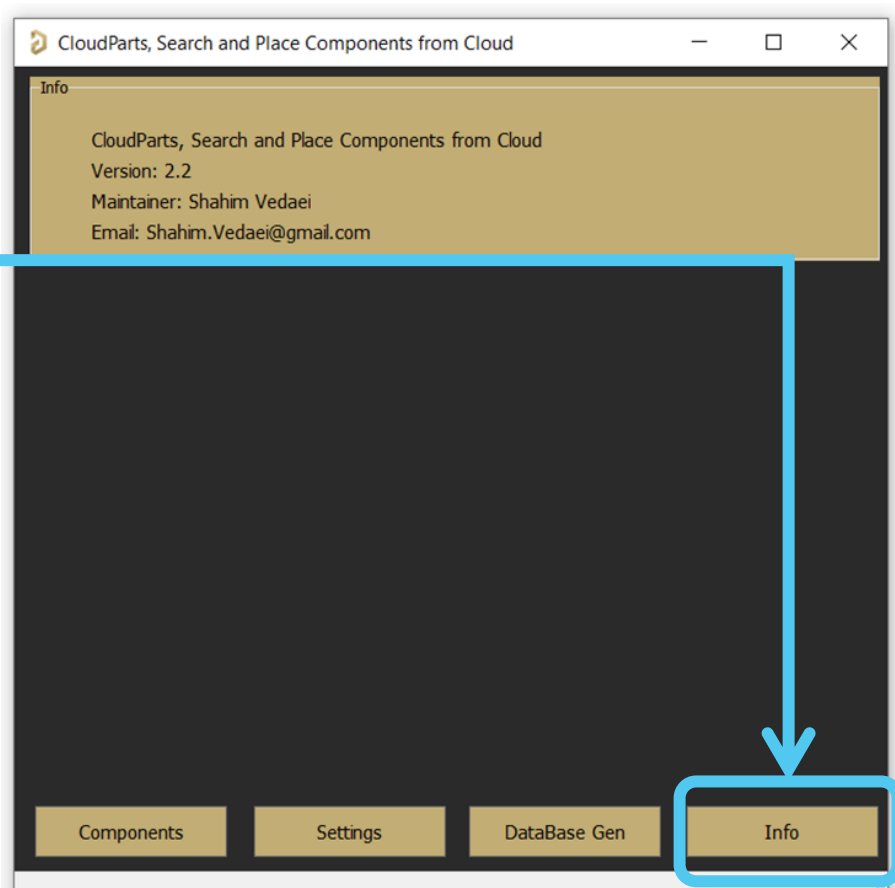 CloudParts, Search and Place Components from Cloud
Info
CloudParts, Search and Place Components from Cloud
Version: 2.2
Maintainer: Shahim Vedaei
Email: Shahim.Vedaei@gmail.com
Components Settings DataBase Gen Info